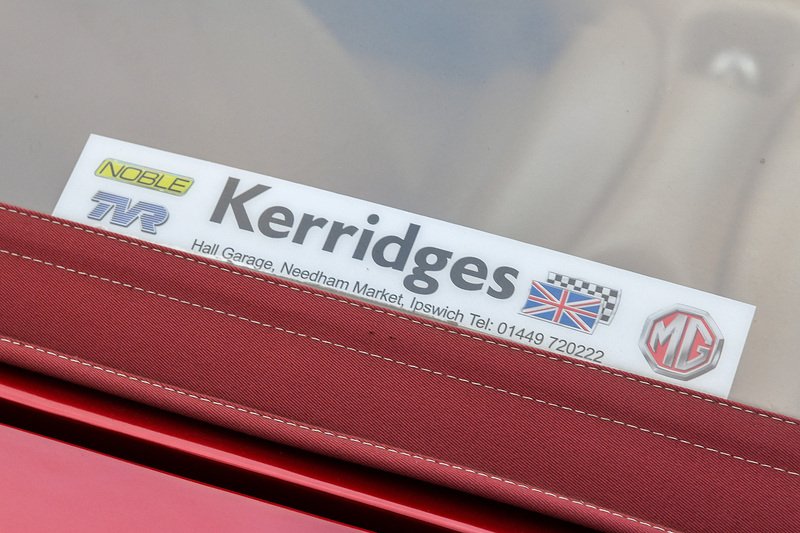 NOBLE
TVR
Kerridges
Hall Garage, Needham Market, Ipswich Tel: 01449 720222
MG